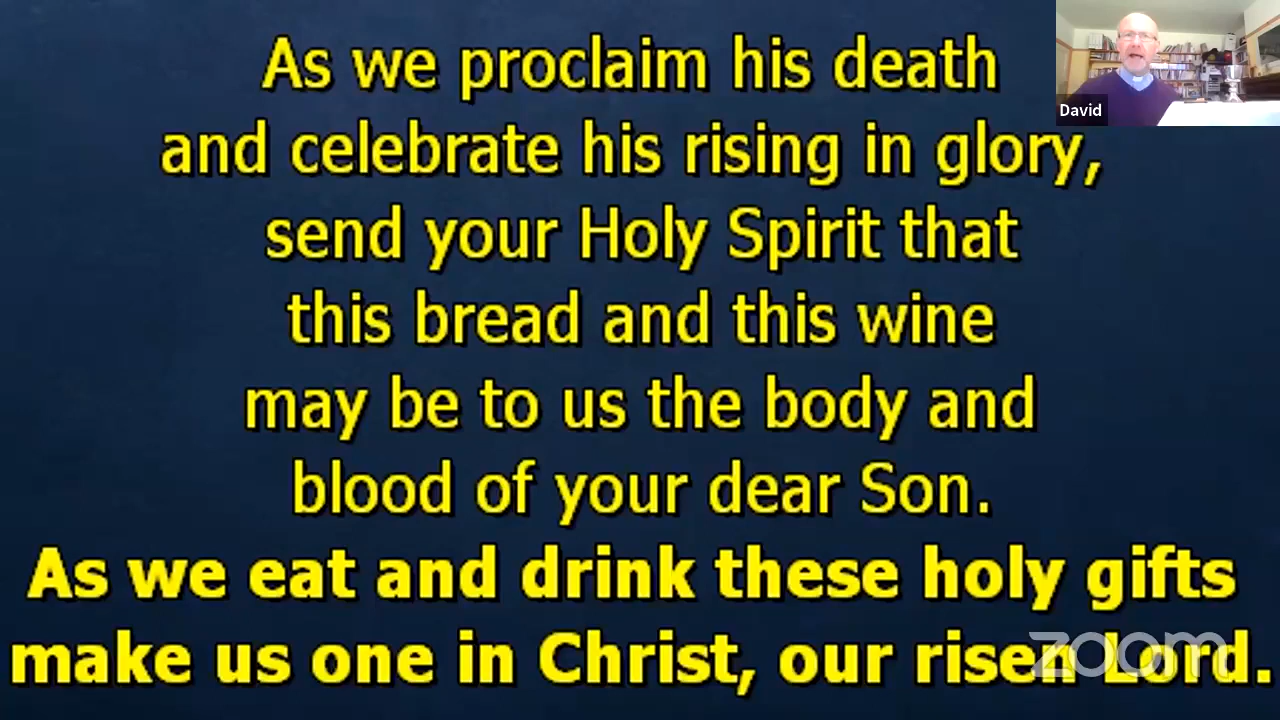 As we proclaim his death
and celebrate his rising in glory,
send your Holy Spirit that
this bread and this wine
may be to us the body and
blood of your dear Son.
As we eat and drink these holy gifts
make us one in Christ, our risen Lord.
David
zoom